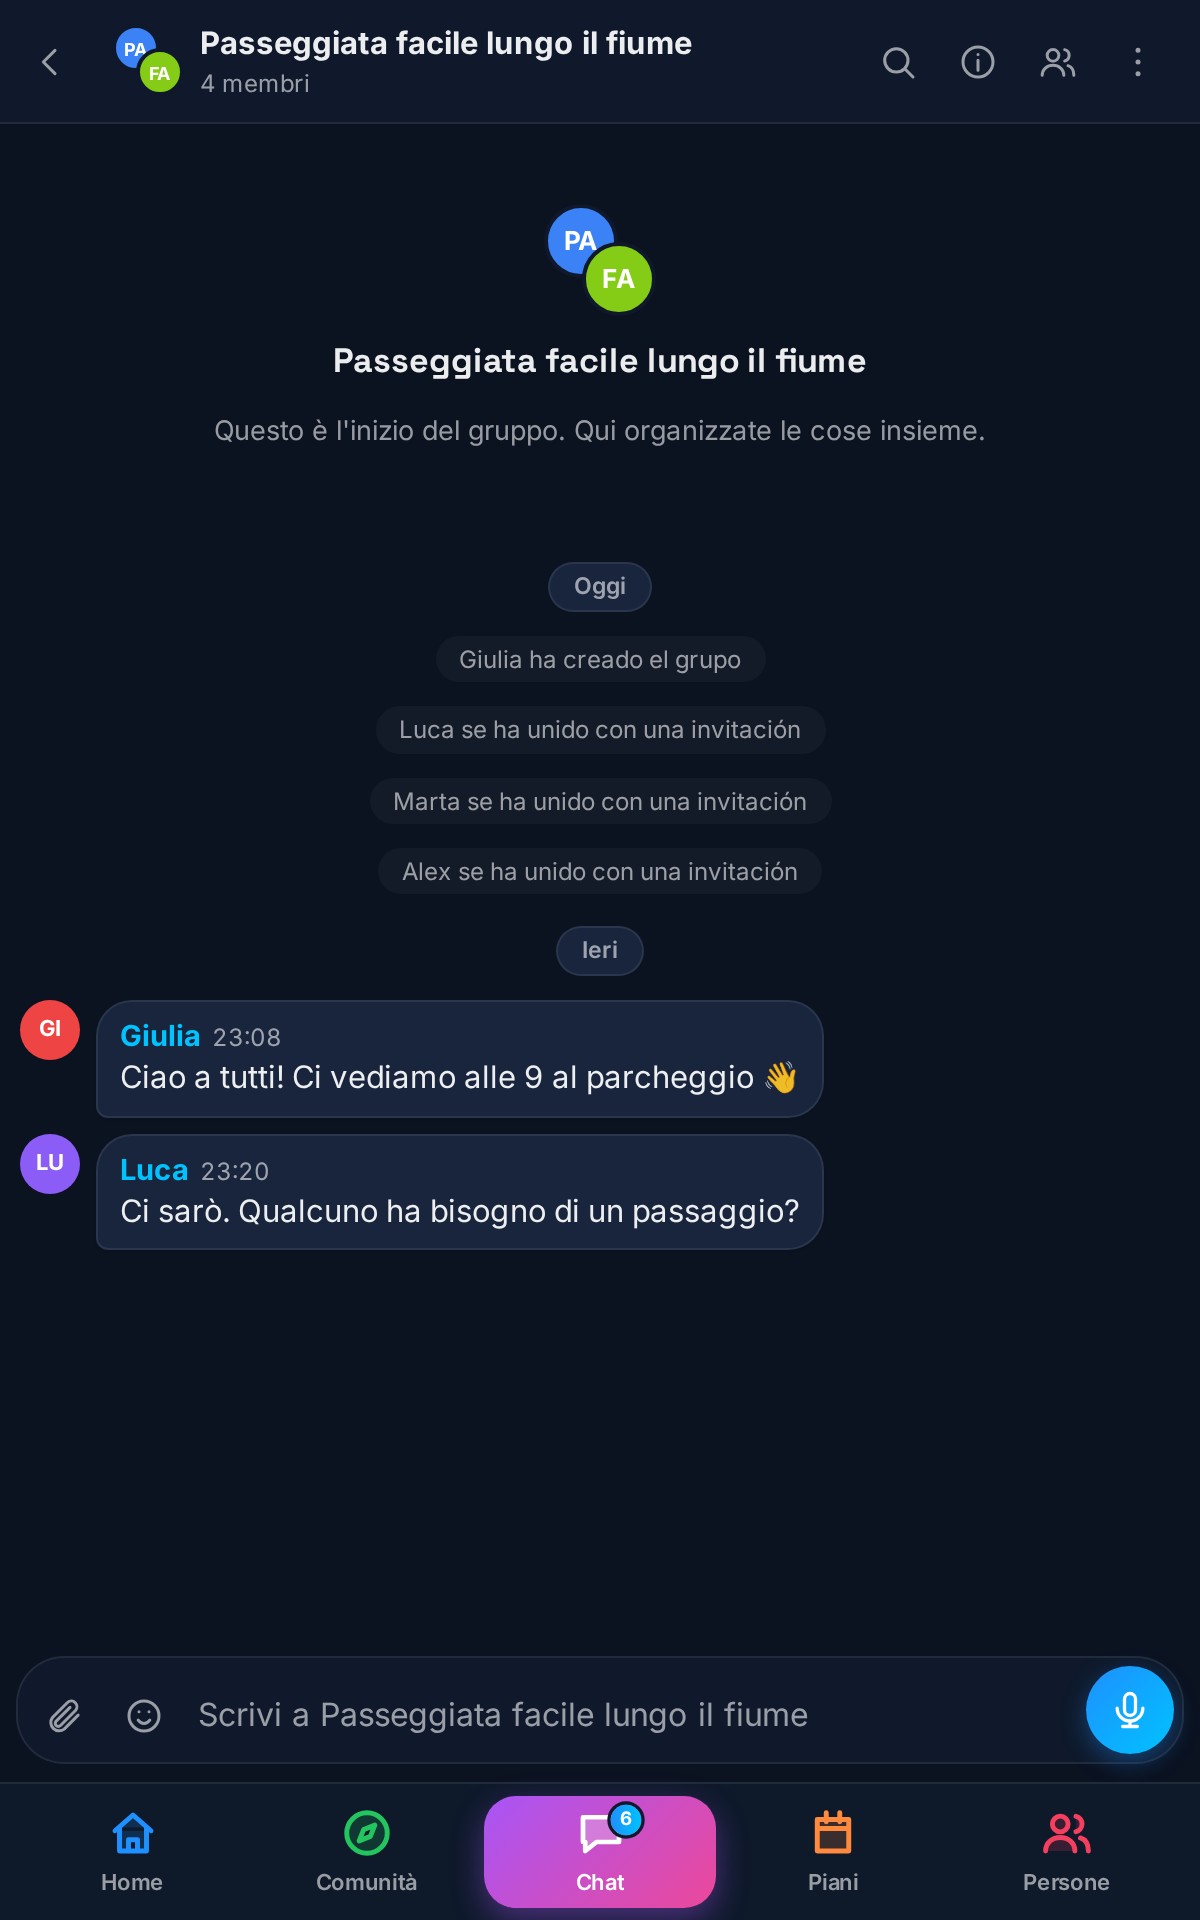 PA
FA
Passeggiata facile lungo il fiume
4 membri
PA
FA
Passeggiata facile lungo il fiume
Questo è l'inizio del gruppo. Qui organizzate le cose insieme.
Oggi
Giulia ha creado el grupo
Luca se ha unido con una invitación
Marta se ha unido con una invitación
Alex se ha unido con una invitación
Ieri
GI
Giulia 23:08
Ciao a tutti! Ci vediamo alle 9 al parcheggio 👋
LU
Luca 23:20
Ci sarò. Qualcuno ha bisogno di un passaggio?
Scrivi a Passeggiata facile lungo il fiume
6
Home
Comunità
Chat
Piani
Persone